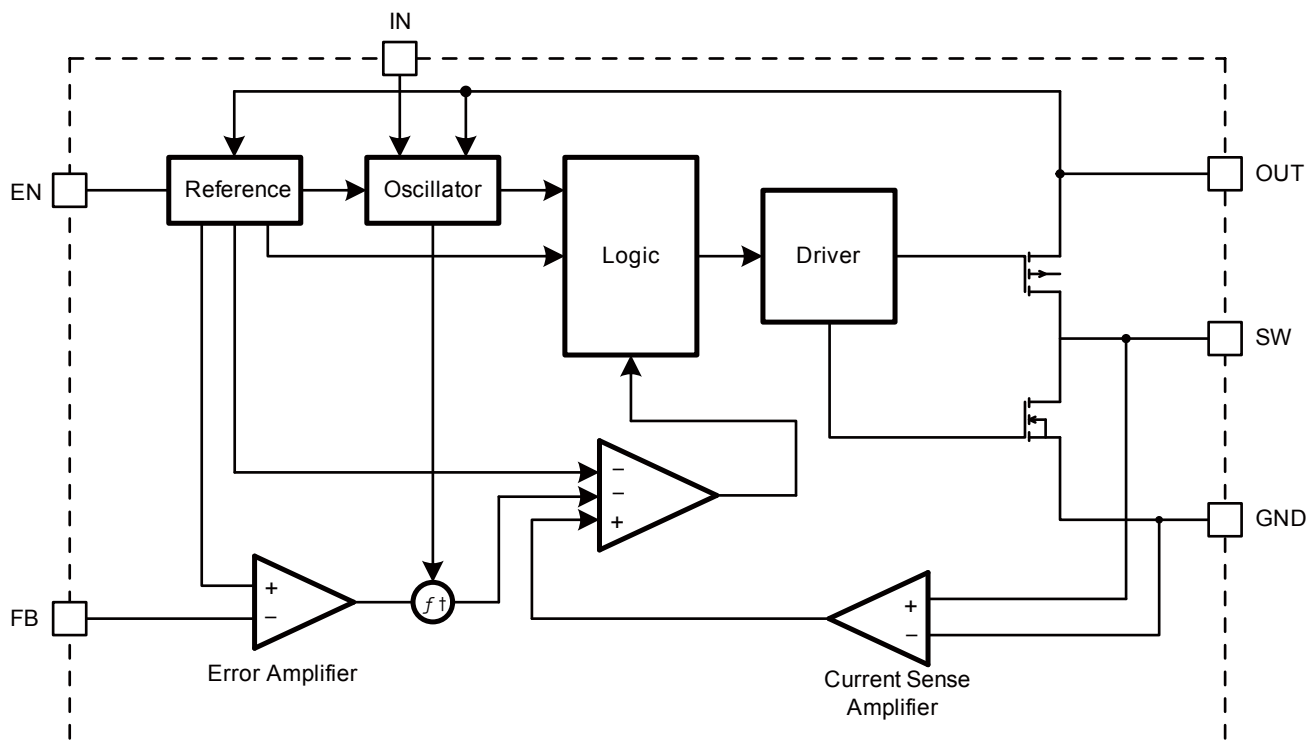 IN
EN
Reference
Oscillator
Logic
Driver
OUT
SW
GND
−
−
+
+
−
FB
ƒ †
+
−
Error Amplifier
Current Sense
Amplifier